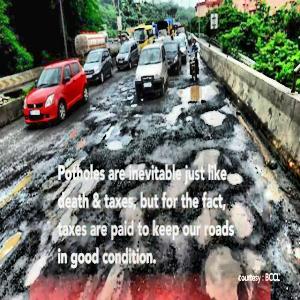 Potholes are inevitable just like
death & taxes, but for the fact,
taxes are paid to keep our roads
in good condition.
courtesy : BCCL